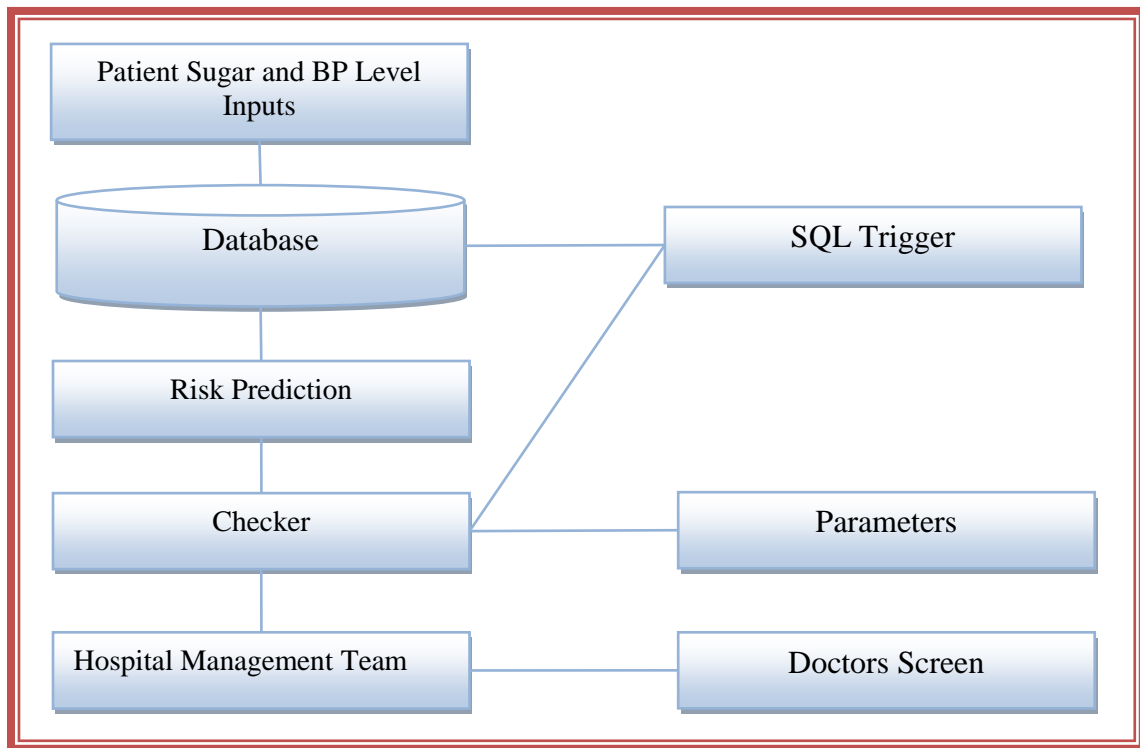 Patient Sugar and BP Level
Inputs
Database
SQL Trigger
Risk Prediction
Checker
Parameters
Hospital Management Team
Doctors Screen